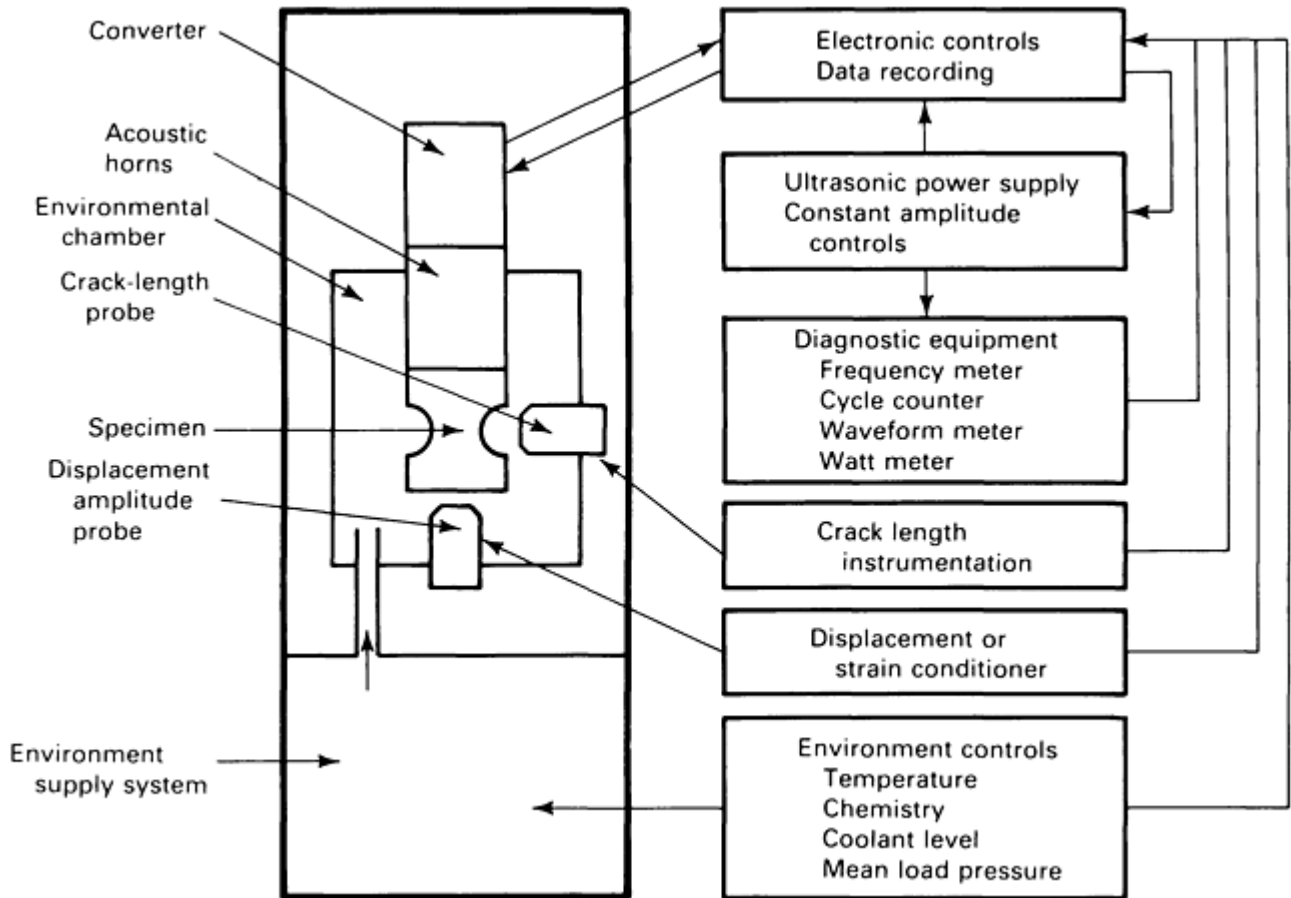 Converter
Acoustic
horns
Environmental
chamber
Crack-length
probe
Specimen
Displacement
amplitude
probe
Environment
supply system
Electronic controls
Data recording
Ultrasonic power supply
Constant amplitude
controls
Diagnostic equipment
Frequency meter
Cycle counter
Waveform meter
Watt meter
Crack length
instrumentation
Displacement or
strain conditioner
Environment controls
Temperature
Chemistry
Coolant level
Mean load pressure